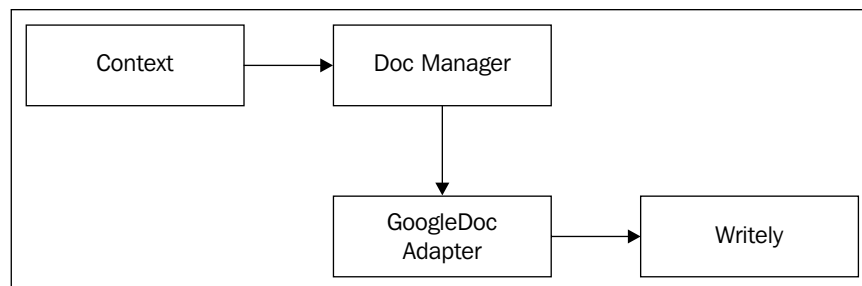 Context
Doc Manager
GoogleDoc
Adapter
Writely